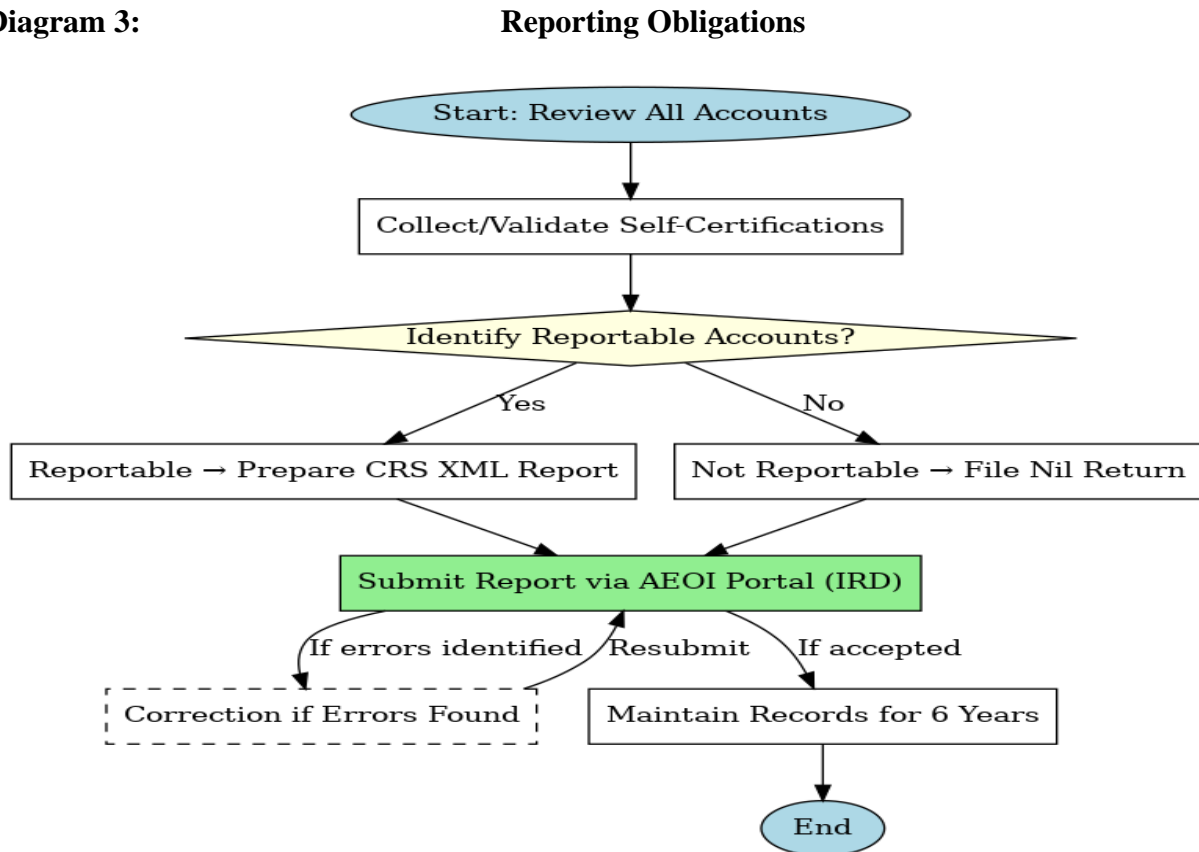 Diagram 3: Reporting Obligations
Start: Review All Accounts
Collect/Validate Self-Certifications
Identify Reportable Accounts?
Yes
No
Reportable → Prepare CRS XML Report
Not Reportable → File Nil Return
Submit Report via AEOI Portal (IRD)
If errors identified
Resubmit
If accepted
Correction if Errors Found
Maintain Records for 6 Years
End